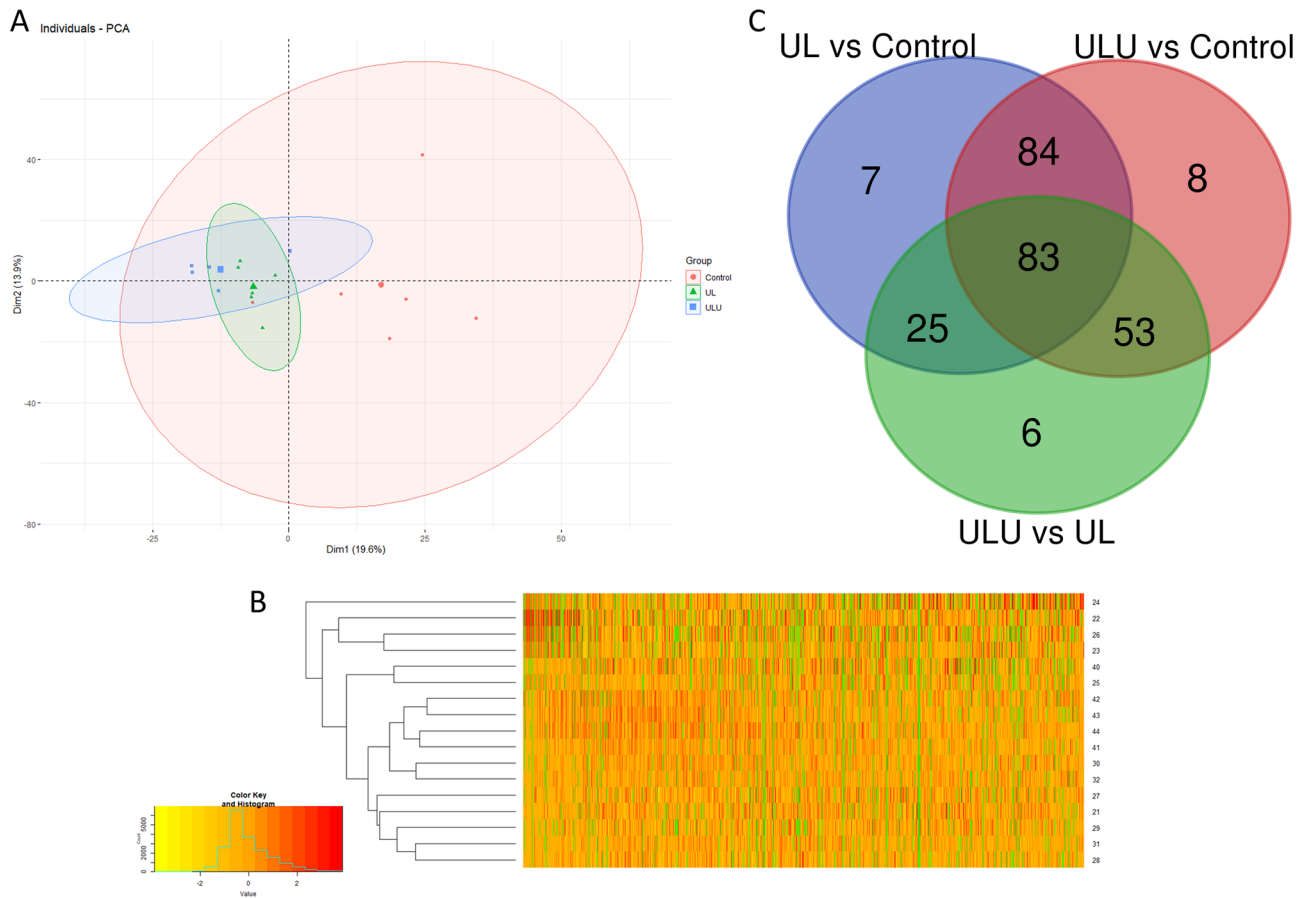 A
Individuals - PCA
40
0
-40
-80
Dim2 (13.9%)
-25
0
25
50
Dim1 (19.6%)
Group
Control
UL
ULU
C
UL vs Control
ULU vs Control
84
7
8
83
25
53
6
ULU vs UL
B
24
22
26
23
40
25
42
43
44
41
30
32
27
21
29
31
28
Color Key
and Histogram
Count
0
2000
5000
-2
0
2
Value